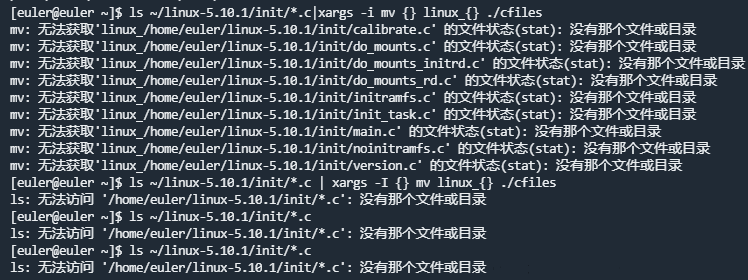 [euler@euler ~]$ ls ~/linux-5.10.1/init/*.c|xargs -i mv {} linux_{} ./cfiles
mv: 无法获取'linux_/home/euler/linux-5.10.1/init/calibrate.c' 的文件状态(stat): 没有那个文件或目录
mv: 无法获取'linux_/home/euler/linux-5.10.1/init/do_mounts.c' 的文件状态(stat): 没有那个文件或目录
mv: 无法获取'linux_/home/euler/linux-5.10.1/init/do_mounts_initrd.c' 的文件状态(stat): 没有那个文件或目录
mv: 无法获取'linux_/home/euler/linux-5.10.1/init/do_mounts_rd.c' 的文件状态(stat): 没有那个文件或目录
mv: 无法获取'linux_/home/euler/linux-5.10.1/init/initramfs.c' 的文件状态(stat): 没有那个文件或目录
mv: 无法获取'linux_/home/euler/linux-5.10.1/init/init_task.c' 的文件状态(stat): 没有那个文件或目录
mv: 无法获取'linux_/home/euler/linux-5.10.1/init/main.c' 的文件状态(stat): 没有那个文件或目录
mv: 无法获取'linux_/home/euler/linux-5.10.1/init/noinitramfs.c' 的文件状态(stat): 没有那个文件或目录
mv: 无法获取'linux_/home/euler/linux-5.10.1/init/version.c' 的文件状态(stat): 没有那个文件或目录
[euler@euler ~]$ ls ~/linux-5.10.1/init/*.c | xargs -I {} mv linux_{} ./cfiles
ls: 无法访问 '/home/euler/linux-5.10.1/init/*.c': 没有那个文件或目录
[euler@euler ~]$ ls ~/linux-5.10.1/init/*.c
ls: 无法访问 '/home/euler/linux-5.10.1/init/*.c': 没有那个文件或目录
[euler@euler ~]$ ls ~/linux-5.10.1/init/*.c
ls: 无法访问 '/home/euler/linux-5.10.1/init/*.c': 没有那个文件或目录